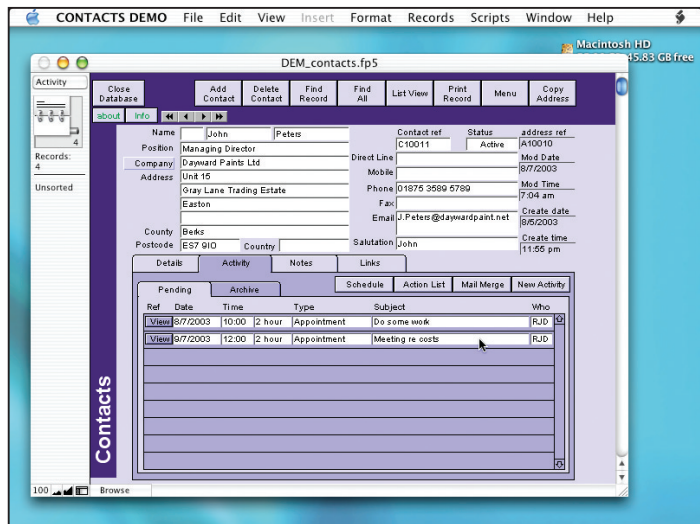 CONTACTS DEMO File Edit View Insert Format Records Scripts Window Help
Macintosh HD
45.83 GB free
DEM_contacts.fp5
Activity
4
Records:
4
Unsorted
Close Database Add Contact Delete Contact Find Record Find All List View Print Record Menu Copy Address
about Info
Name John Peters
Contact ref Status address ref
C10011 Active A10010
Position Managing Director
Company Dayward Paints Ltd
Direct Line
Mod Date
8/7/2003
Address Unit 15
Mobile
Gray Lane Trading Estate
Phone 01875 3589 5789
Mod Time
7:04 am
Easton
Fax
Email J.Peters@daywardpaint.net
Create date
8/5/2003
County Berks
Postcode ES7 9IO Country
Salutation John
Create time
11:55 pm
Details Activity Notes Links
Pending Archive Schedule Action List Mail Merge New Activity
Ref Date Time Type Subject Who
View 8/7/2003 10:00 2 hour Appointment Do some work RJD
View 9/7/2003 12:00 2 hour Appointment Meeting re costs RJD
Contacts
100 Browse